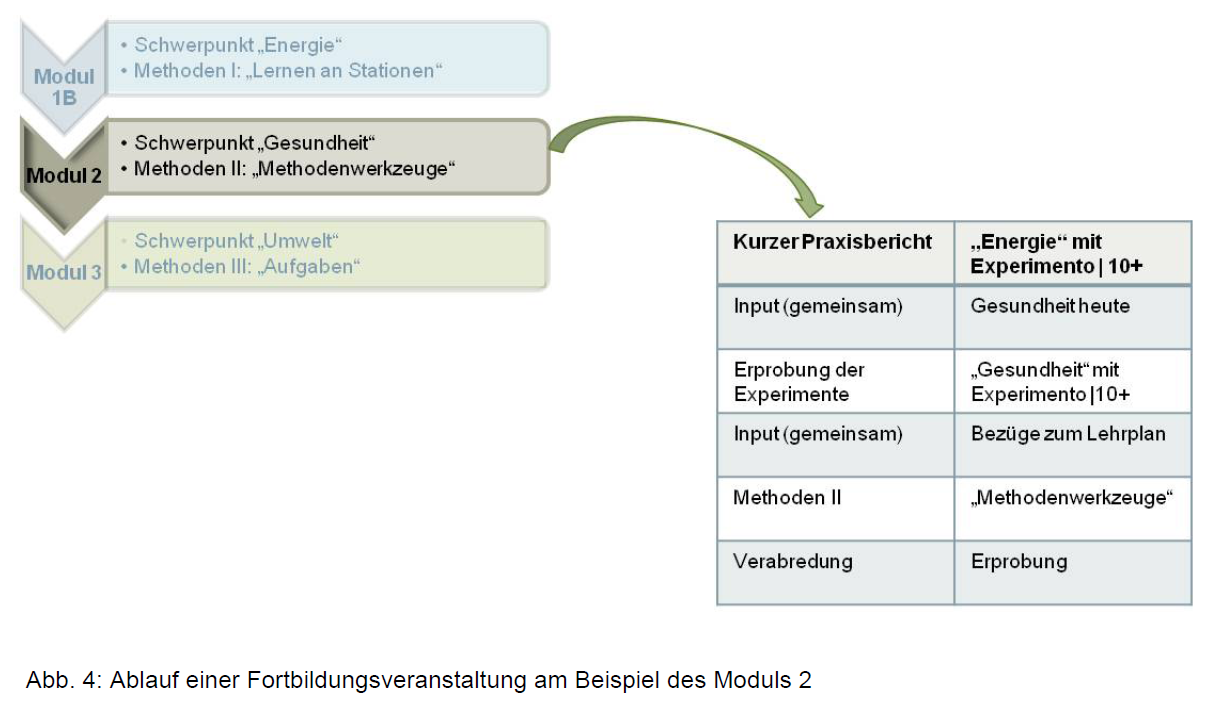 Modul
1B
• Schwerpunkt „Energie“
• Methoden I: „Lernen an Stationen“
Modul 2
• Schwerpunkt „Gesundheit“
• Methoden II: „Methodenwerkzeuge“
Modul 3
• Schwerpunkt „Umwelt“
• Methoden III: „Aufgaben“
Kurzer Praxisbericht
„Energie“ mit
Experimento | 10+
Input (gemeinsam)
Gesundheit heute
Erprobung der
Experimente
„Gesundheit“ mit
Experimento |10+
Input (gemeinsam)
Bezüge zum Lehrplan
Methoden II
„Methodenwerkzeuge“
Verabredung
Erprobung
Abb. 4: Ablauf einer Fortbildungsveranstaltung am Beispiel des Moduls 2